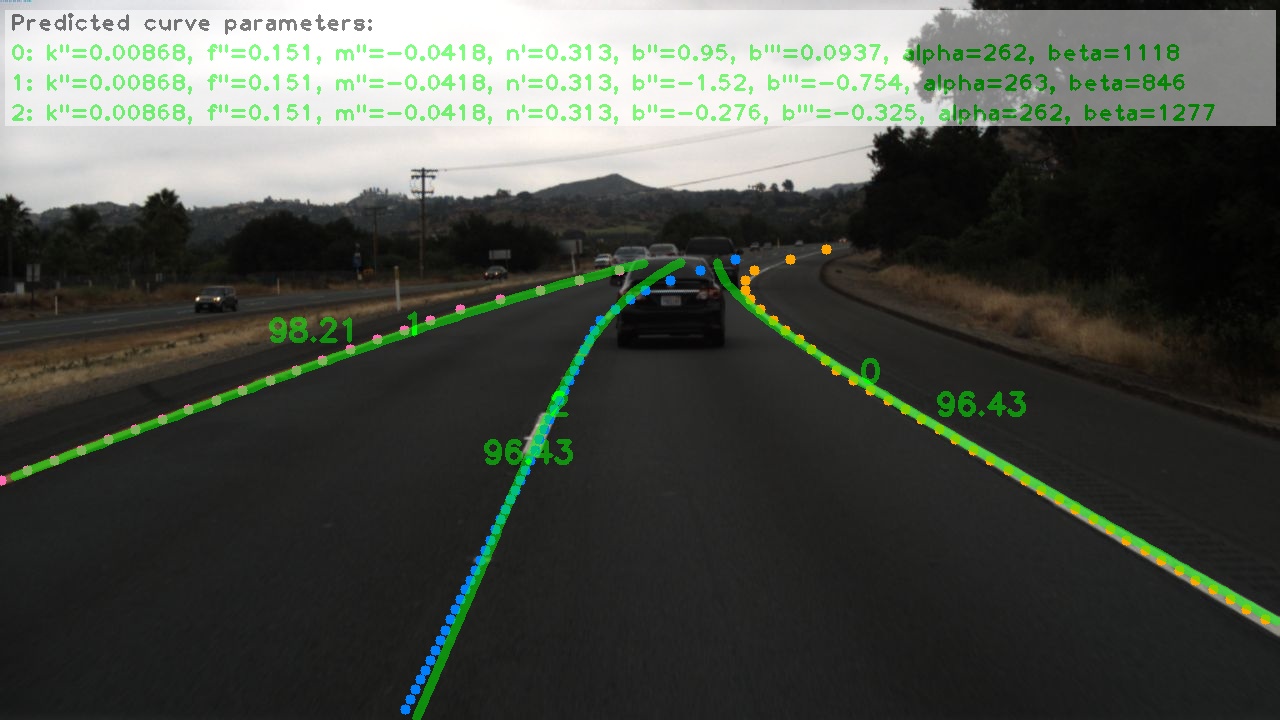 Predicted curve parameters:
0: k''=0.00868, f''=0.151, m''=-0.0418, n'=0.313, b''=0.95, b'''=0.0937, alpha=262, beta=1118
1: k''=0.00868, f''=0.151, m''=-0.0418, n'=0.313, b''=-1.52, b'''=-0.754, alpha=263, beta=846
2: k''=0.00868, f''=0.151, m''=-0.0418, n'=0.313, b''=-0.276, b'''=-0.325, alpha=262, beta=1277
98.21
1
0
96.43
2
96.43